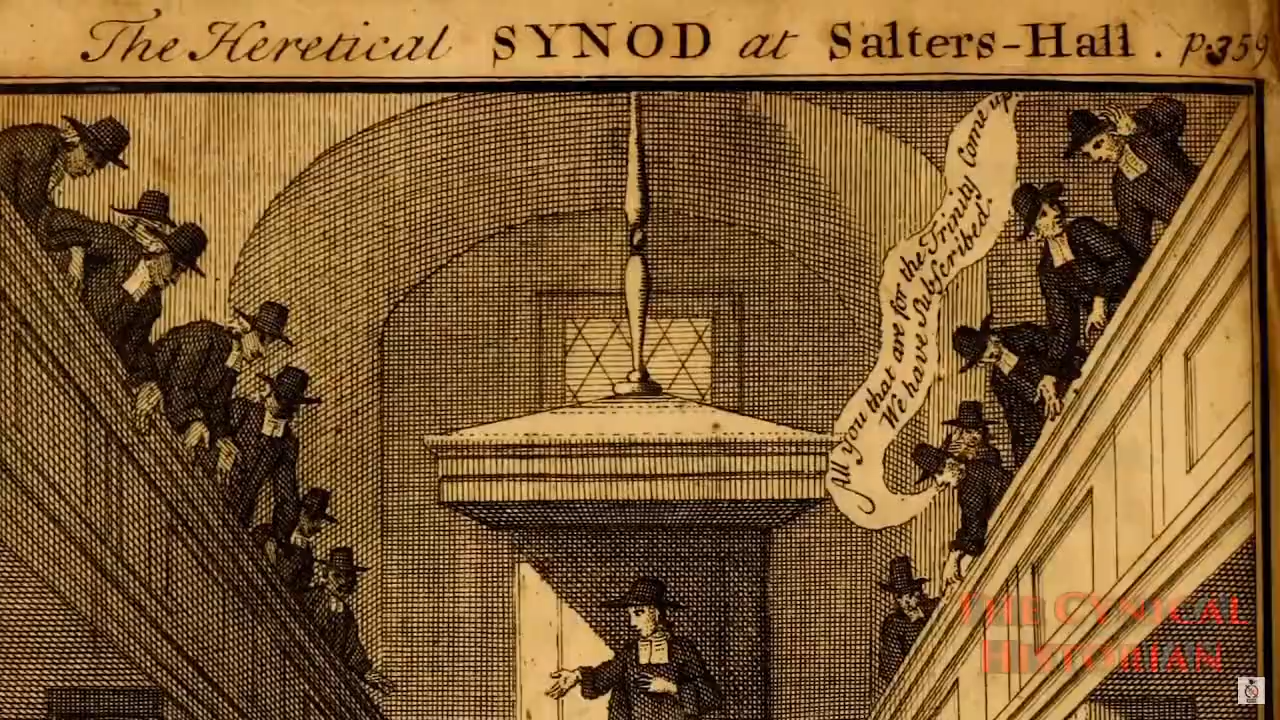 The Heretical SYNOD at Salters-Hall. p.359
All you that are for the Trinity Come up.
We have Subscribed.
THE CYNICAL
HISTORIAN